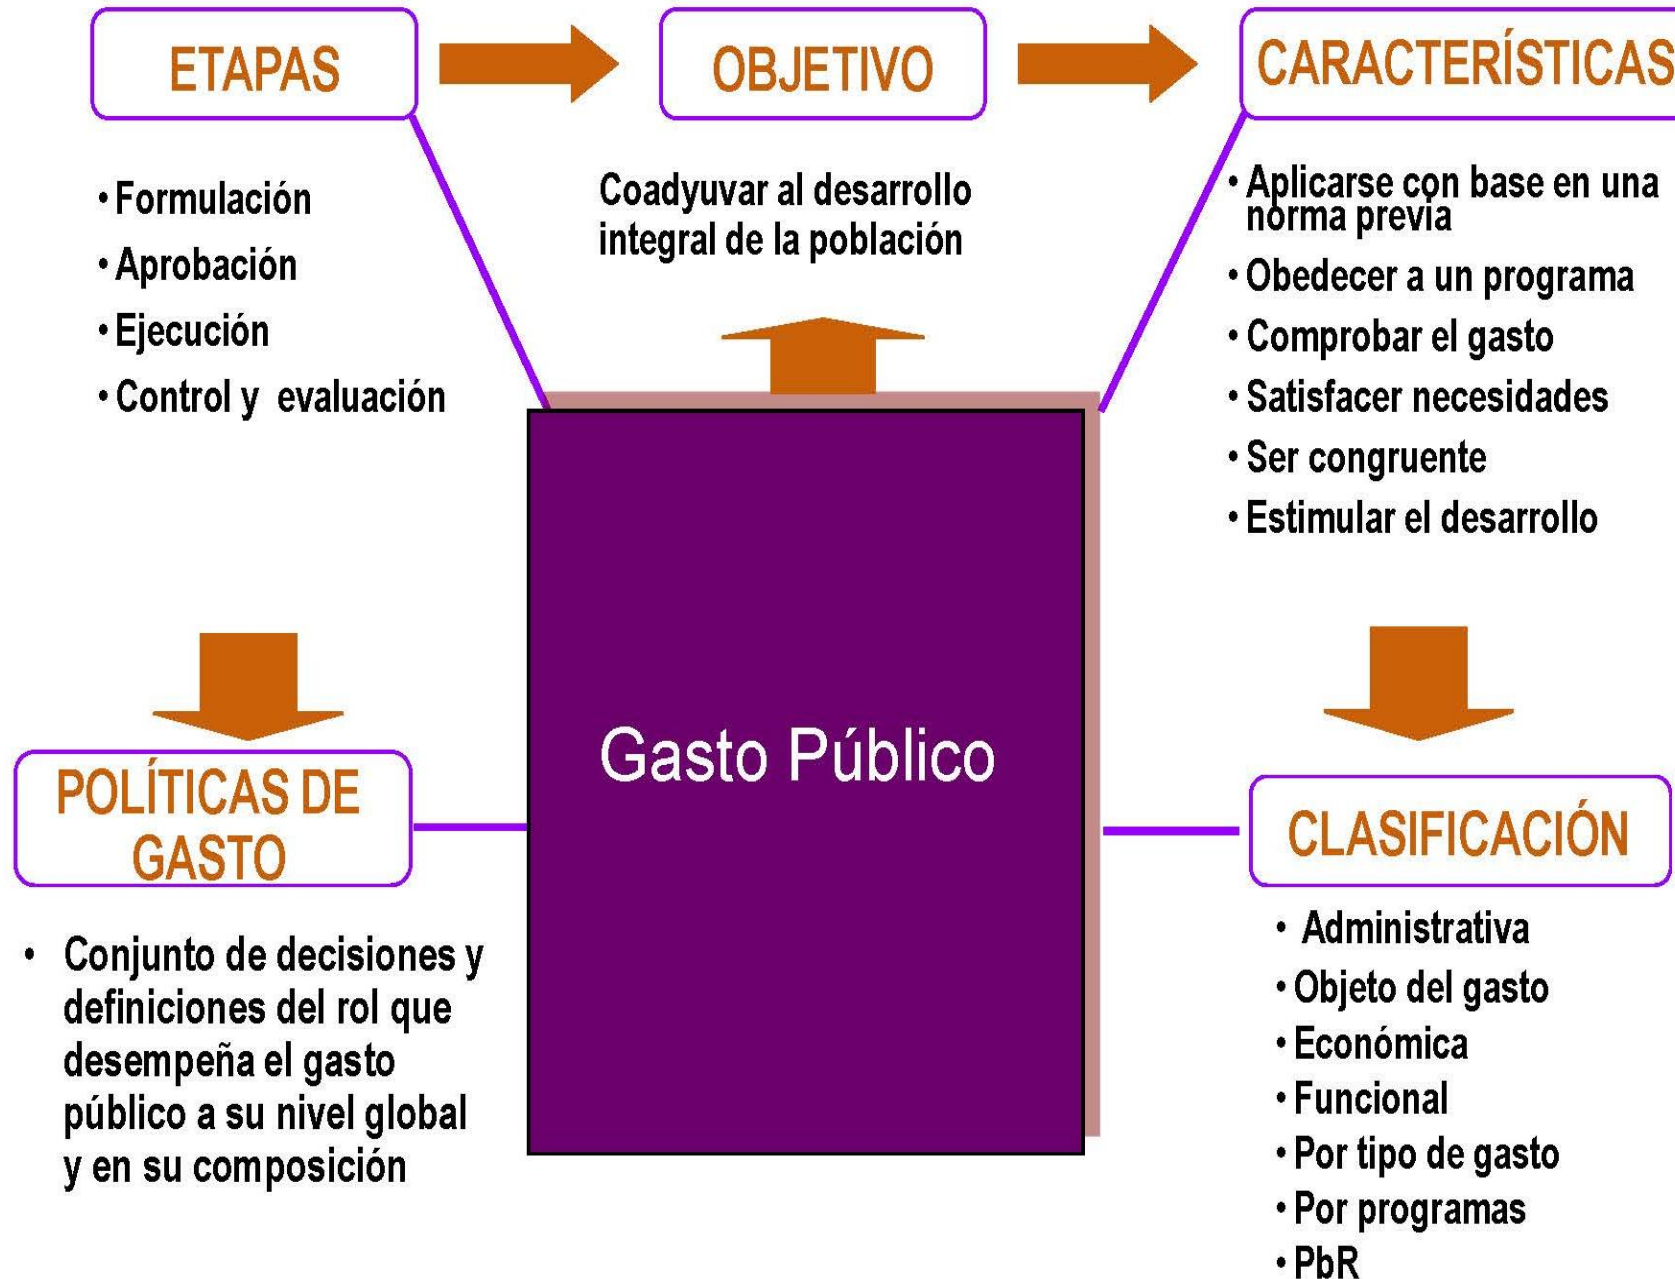 ETAPAS
• Formulación
• Aprobación
• Ejecución
• Control y evaluación
OBJETIVO
Coadyuvar al desarrollo
integral de la población
CARACTERÍSTICAS
• Aplicarse con base en una
norma previa
• Obedecer a un programa
• Comprobar el gasto
• Satisfacer necesidades
• Ser congruente
• Estimular el desarrollo
Gasto Público
POLÍTICAS DE
GASTO
• Conjunto de decisiones y
definiciones del rol que
desempeña el gasto
público a su nivel global
y en su composición
CLASIFICACIÓN
• Administrativa
• Objeto del gasto
• Económica
• Funcional
• Por tipo de gasto
• Por programas
• PbR